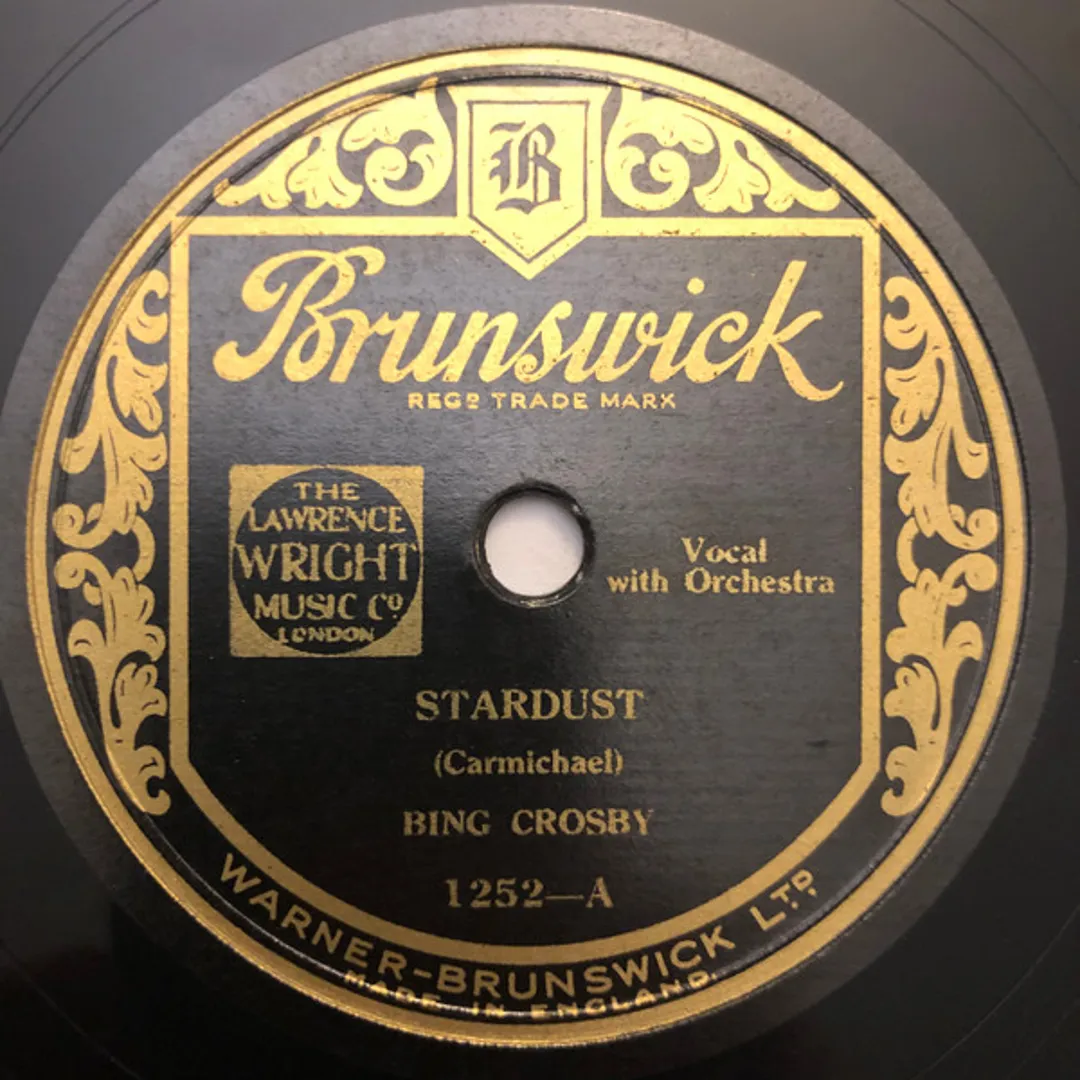 B
Brunswick
REGD TRADE MARK
THE
LAWRENCE
WRIGHT
MUSIC CO
LONDON
Vocal
with Orchestra
STARDUST
(Carmichael)
BING CROSBY
1252—A
WARNER-BRUNSWICK LTD
MADE IN ENGLAND.